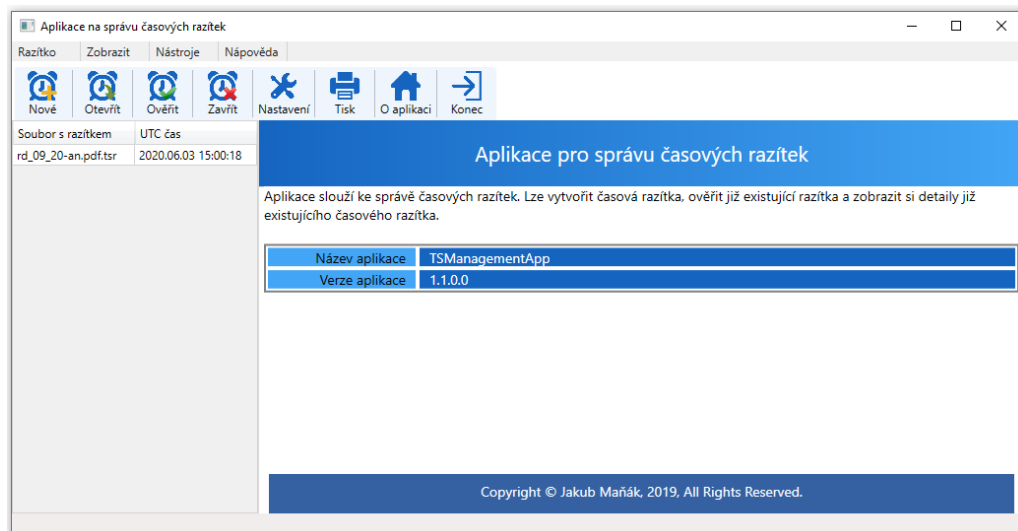 Aplikace na správu časových razítek
Razítko Zobrazit Nástroje Nápověda
Nové Otevřít Ověřit Zavřít Nastavení Tisk O aplikaci Konec
Soubor s razítkem UTC čas
rd_09_20-an.pdf.tsr 2020.06.03 15:00:18
Aplikace pro správu časových razítek
Aplikace slouží ke správě časových razítek. Lze vytvořit časová razítka, ověřit již existující razítka a zobrazit si detaily již
existujícího časového razítka.
Název aplikace TSManagementApp
Verze aplikace 1.1.0.0
Copyright © Jakub Maňák, 2019, All Rights Reserved.